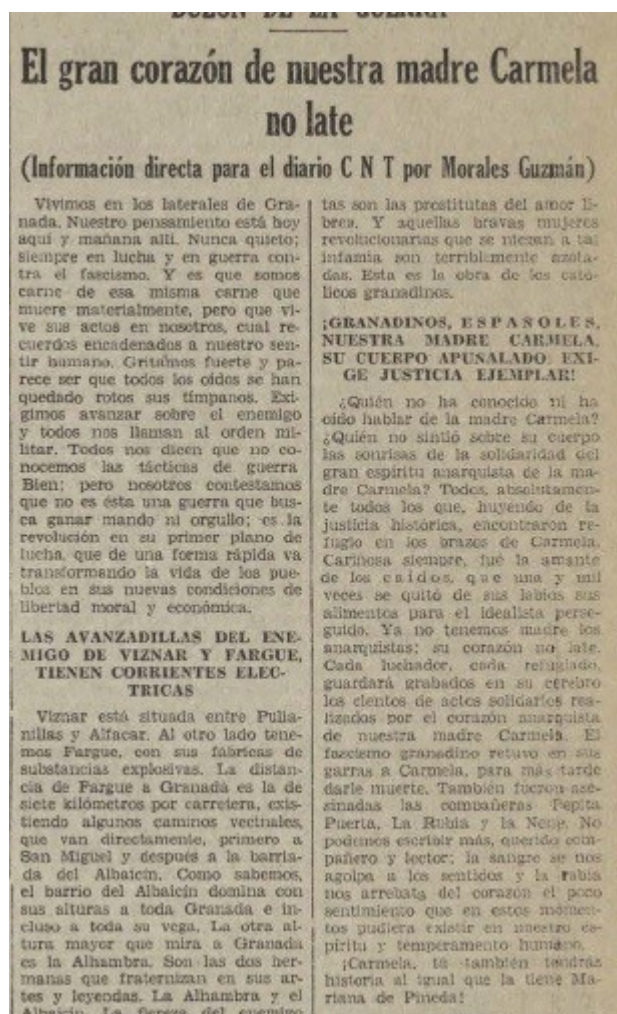 BUZON DE LA GUERRA
El gran corazón de nuestra madre Carmela
no late
(Información directa para el diario C N T por Morales Guzmán)
Vivimos en los laterales de Gra-
nada. Nuestro pensamiento está hoy
aquí y mañana allí. Nunca quieto;
siempre en lucha y en guerra con-
tra el fascismo. Y es que somos
carne de esa misma carne que
muere materialmente, pero que vi-
ve sus actos en nosotros, cual re-
cuerdos encadenados a nuestro sen-
tir humano. Gritamos fuerte y pa-
rece ser que todos los oídos se han
quedado rotos sus tímpanos. Exi-
gimos avanzar sobre el enemigo
y todos nos llaman al orden mi-
litar. Todos nos dicen que no co-
nocemos las tácticas de guerra
Bien; pero nosotros contestamos
que no es ésta una guerra que bus-
ca ganar mando ni orgullo; es la
revolución en su primer plano de
lucha, que de una forma rápida va
transformando la vida de los pue-
blos en sus nuevas condiciones de
libertad moral y económica.
LAS AVANZADILLAS DEL ENE-
MIGO DE VIZNAR Y FARGUE,
TIENEN CORRIENTES ELEC-
TRICAS
Viznar está situada entre Pulia-
nillas y Alfacar. Al otro lado tene-
mos Fargue, con sus fábricas de
substancias explosivas. La distan-
cia de Fargue a Granada es la de
siete kilómetros por carretera, exis-
tiendo algunos caminos vecinales,
que van directamente, primero a
San Miguel y después a la barria-
da del Albaicín. Como sabemos,
el barrio del Albaicín domina con
sus alturas a toda Granada e in-
cluso a toda su vega. La otra al-
tura mayor que mira a Granada
es la Alhambra. Son las dos her-
manas que fraternizan en sus ar-
tes y leyendas. La Alhambra y el
Albaicín. La fiereza del enemigo
tas son las prostitutas del amor li-
brea. Y aquellas bravas mujeres
revolucionarias que se niegan a tal
infamia son terriblemente azota-
das. Esta es la obra de los cató-
licos granadinos.
¡GRANADINOS, ESPAÑOLES,
NUESTRA MADRE CARMELA,
SU CUERPO APUÑALADO, EXI-
GE JUSTICIA EJEMPLAR!
¿Quién no ha conocido ni ha
oído hablar de la madre Carmela?
¿Quién no sintió sobre su cuerpo
las sonrisas de la solidaridad del
gran espíritu anarquista de la ma-
dre Carmela? Todos, absolutamen-
te todos los que, huyendo de la
justicia histórica, encontraron re-
fugio en los brazos de Carmela.
Cariñosa siempre, fué la amante
de los caídos, que una y mil
veces se quitó de sus labios sus
alimentos para el idealista perse-
guido. Ya no tenemos madre los
anarquistas; su corazón no late.
Cada luchador, cada refugiado,
guardará grabados en su cerebro
los cientos de actos solidarios rea-
lizados por el corazón anarquista
de nuestra madre Carmela. El
fascismo granadino retuvo en sus
garras a Carmela, para más tarde
darle muerte. También fueron ase-
sinadas las compañeras Pepita
Puerta, La Rubia y la Nene. No
podemos escribir más, querido com-
pañero y lector; la sangre se nos
agolpa a los sentidos y la rabia
nos arrebata del corazón el poco
sentimiento que en estos momen-
tos pudiera existir en nuestro es-
píritu y temperamento humano.
¡Carmela, tú también tendrás
historia al igual que la tiene Ma-
riana de Pineda!